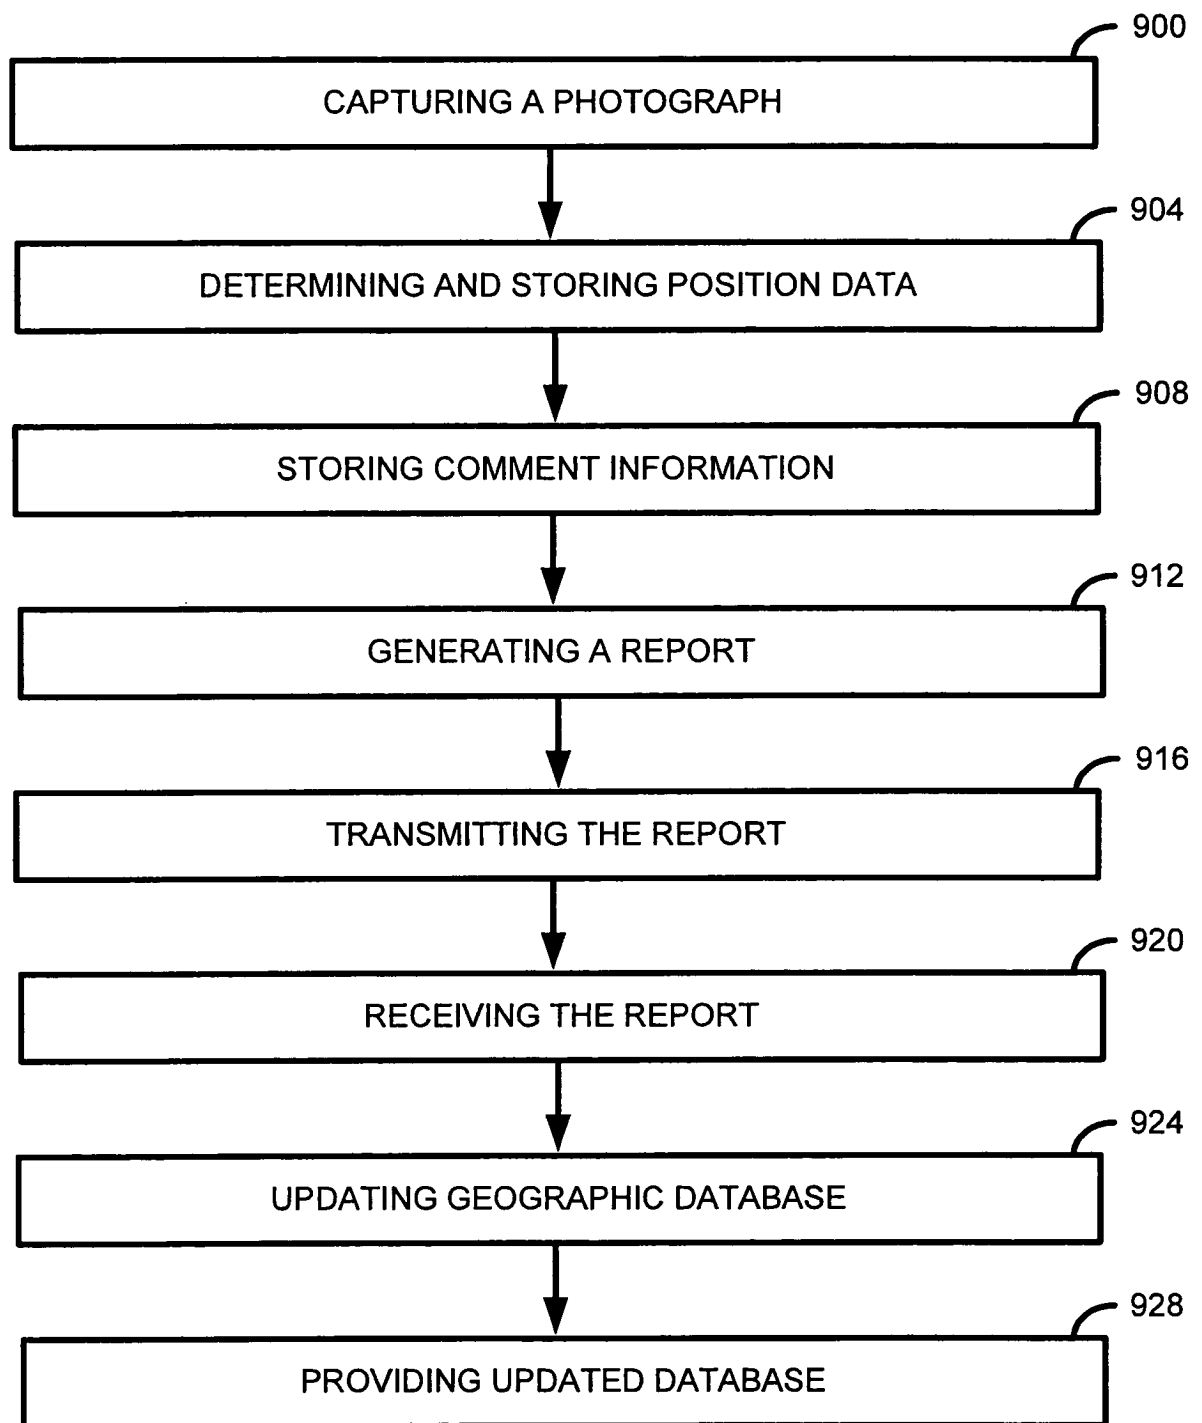 900
CAPTURING A PHOTOGRAPH
904
DETERMINING AND STORING POSITION DATA
908
STORING COMMENT INFORMATION
912
GENERATING A REPORT
916
TRANSMITTING THE REPORT
920
RECEIVING THE REPORT
924
UPDATING GEOGRAPHIC DATABASE
928
PROVIDING UPDATED DATABASE